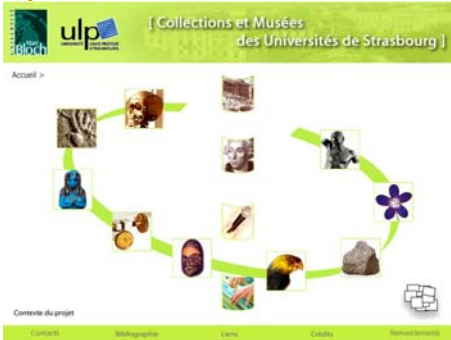 UNIVERSITÉ
Marc
Bloch
ulp
UNIVERSITÉ LOUIS PASTEUR
STRASBOURG
[ Collections et Musées
des Universités de Strasbourg ]
Accueil >
Contexte du projet
Contacts
Bibliographie
Liens
Crédits
Remerciements